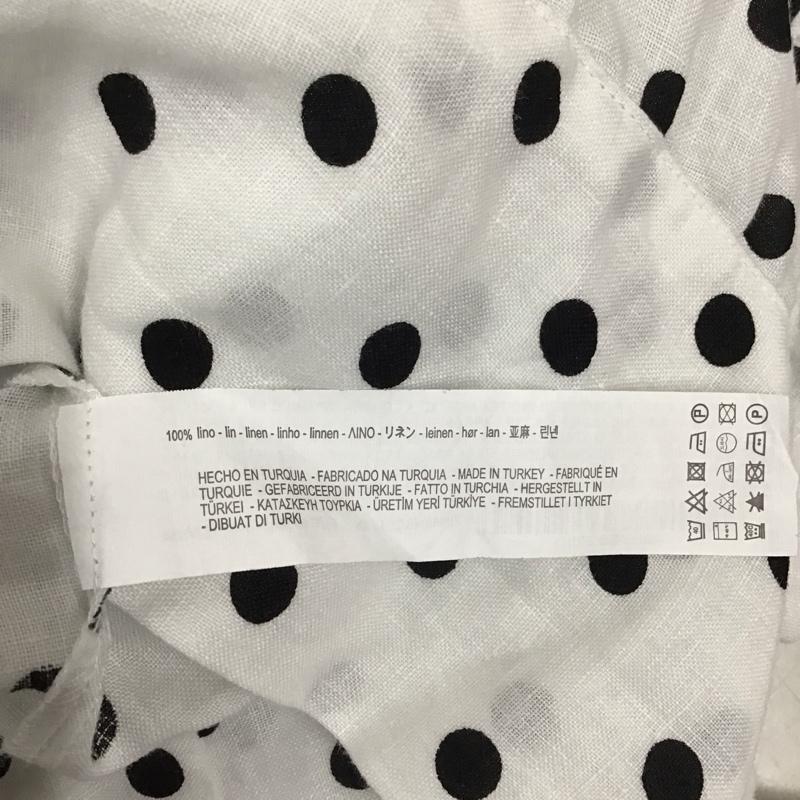 100% lino - lin - linen - linho - linnen - ΛΙΝΟ - リネン - leinen - hør - lan - 亚麻 - 린넨
HECHO EN TURQUIA - FABRICADO NA TURQUIA - MADE IN TURKEY - FABRIQUÉ EN
TURQUIE - GEFABRICEERD IN TURKIJE - FATTO IN TURCHIA - HERGESTELLT IN
TÜRKEI - ΚΑΤΑΣΚΕΥΗ ΤΟΥΡΚΙΑ - ÜRETİM YERİ TÜRKİYE - FREMSTILLET I TYRKIET
- DIBUAT DI TURKI